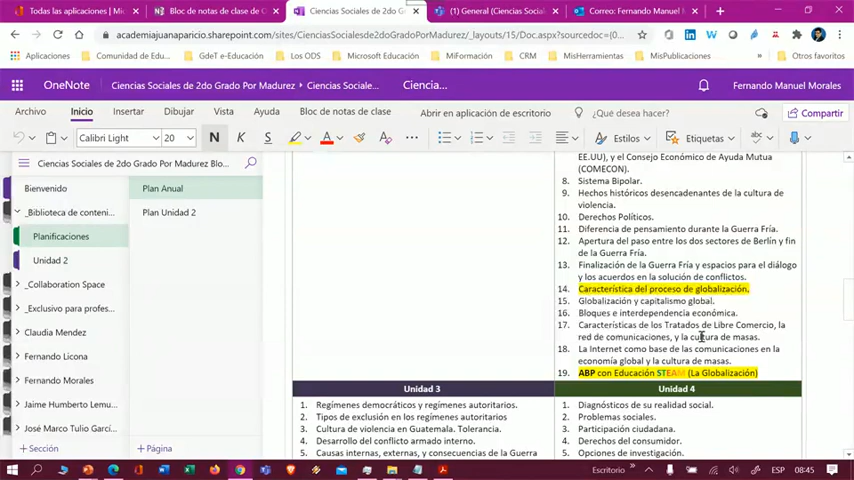 Todas las aplicaciones | Mic
Bloc de notas de clase de O
Ciencias Sociales de 2do Gra
(1) General (Ciencias Social
Correo: Fernando Manuel M
academiajuanaparicio.sharepoint.com/sites/CienciasSocialesde2doGradoPorMadurez/_layouts/15/Doc.aspx?sourcedoc={0...
Aplicaciones
Comunidad de Educ...
GdeT e-Educación
Los ODS
Microsoft Teams
MiFormación
CRM
MisHerramientas
MisPublicaciones
Otros favoritos
OneNote
Ciencias Sociales de 2do Grado Por Madurez > Ciencias Sociale...
Ciencia...
Fernando Manuel Morales
Archivo
Inicio
Insertar
Dibujar
Vista
Ayuda
Bloc de notas de clase
Abrir en aplicación de escritorio
¿Qué desea hacer?
Compartir
Calibri Light
20
N
K
S
A
Estilos
Etiquetas
Ciencias Sociales de 2do Grado Por Madurez Blo...
Bienvenido
_Biblioteca de conteni...
Planificaciones
Unidad 2
_Collaboration Space
_Exclusivo para profes...
Claudia Mendez
Fernando Licona
Fernando Morales
Jaime Humberto Lemu...
José Marco Tulio García...
+ Sección
Plan Anual
Plan Unidad 2
+ Página
EE.UU), y el Consejo Económico de Ayuda Mutua
(COMECON).
8. Sistema Bipolar.
9. Hechos históricos desencadenantes de la cultura de
violencia.
10. Derechos Políticos.
11. Diferencia de pensamiento durante la Guerra Fría.
12. Apertura del paso entre los dos sectores de Berlín y fin
de la Guerra Fría.
13. Finalización de la Guerra Fría y espacios para el diálogo
y los acuerdos en la solución de conflictos.
14. Característica del proceso de globalización.
15. Globalización y capitalismo global.
16. Bloques e interdependencia económica.
17. Características de los Tratados de Libre Comercio, la
red de comunicaciones, y la cultura de masas.
18. La Internet como base de las comunicaciones en la
economía global y la cultura de masas.
19. ABP con Educación STEAM (La Globalización)
Unidad 3
Unidad 4
1. Regímenes democráticos y regímenes autoritarios.
2. Tipos de exclusión en los regímenes autoritarios
3. Cultura de violencia en Guatemala. Tolerancia.
4. Desarrollo del conflicto armado interno.
5. Causas internas, externas, y consecuencias de la Guerra
1. Diagnósticos de su realidad social.
2. Problemas sociales.
3. Participación ciudadana.
4. Derechos del consumidor.
5. Opciones de investigación.
Escritorio
ESP
08:45